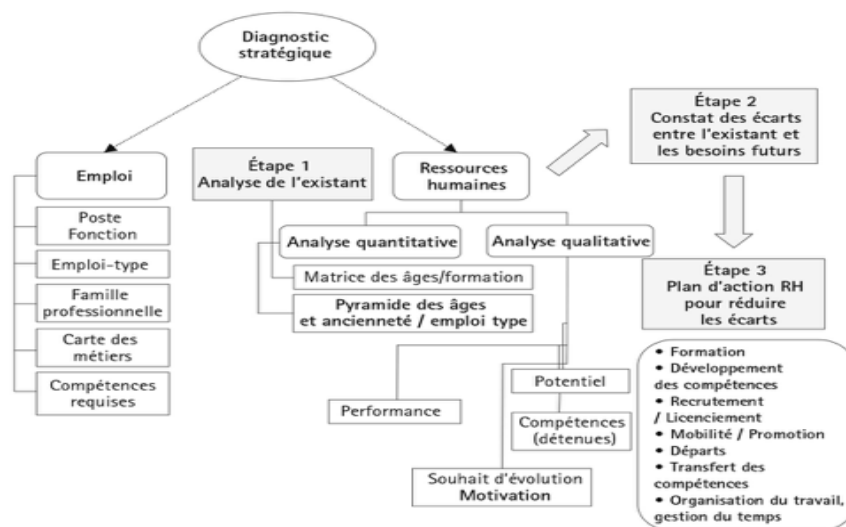 Diagnostic
stratégique
Emploi
Poste
Fonction
Emploi-type
Famille
professionnelle
Carte des
métiers
Compétences
requises
Étape 1
Analyse de l'existant
Ressources
humaines
Analyse quantitative
Matrice des âges/formation
Pyramide des âges
et ancienneté / emploi type
Analyse qualitative
Performance
Potentiel
Compétences
(détenues)
Souhait d'évolution
Motivation
Étape 2
Constat des écarts
entre l'existant et
les besoins futurs
Étape 3
Plan d'action RH
pour réduire
les écarts
• Formation
• Développement
des compétences
• Recrutement
/ Licenciement
• Mobilité / Promotion
• Départs
• Transfert des
compétences
• Organisation du travail,
gestion du temps